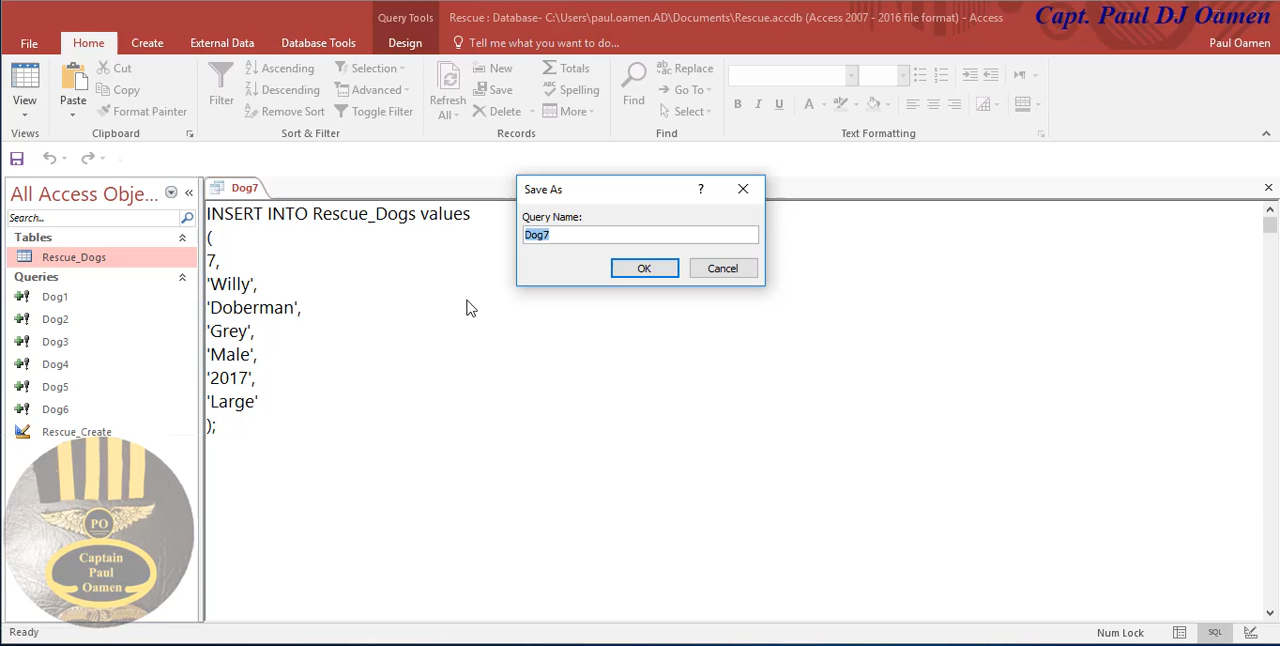 Query Tools
Rescue : Database- C:\Users\paul.oamen.AD\Documents\Rescue.accdb (Access 2007 - 2016 file format) - Access
Capt. Paul DJ Oamen
File Home Create External Data Database Tools Design Tell me what you want to do... Paul Oamen
View
Views
Paste
Cut
Copy
Format Painter
Clipboard
Filter
Ascending
Descending
Remove Sort
Selection
Advanced
Toggle Filter
Sort & Filter
Refresh
All
New
Save
Delete
Totals
Spelling
More
Records
Find
Replace
Go To
Select
Find
B I U A
Text Formatting
All Access Obje...
Search...
Tables
Rescue_Dogs
Queries
Dog1
Dog2
Dog3
Dog4
Dog5
Dog6
Rescue_Create
PO
Captain
Paul
Oamen
Dog7
INSERT INTO Rescue_Dogs values
(
7,
'Willy',
'Doberman',
'Grey',
'Male',
'2017',
'Large'
);
Save As
?
Query Name:
Dog7
OK Cancel
Ready
Num Lock
SQL